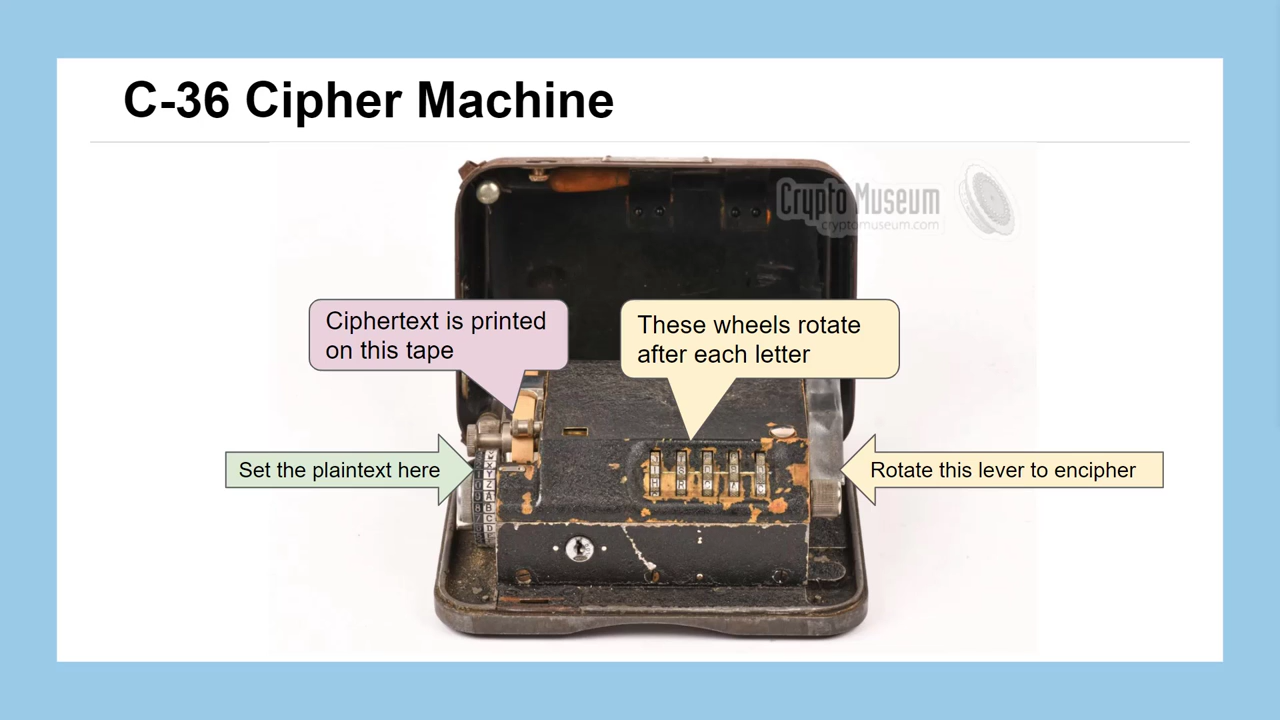 C-36 Cipher Machine
Crypto Museum
cryptomuseum.com
Ciphertext is printed
on this tape
These wheels rotate
after each letter
Set the plaintext here
Rotate this lever to encipher